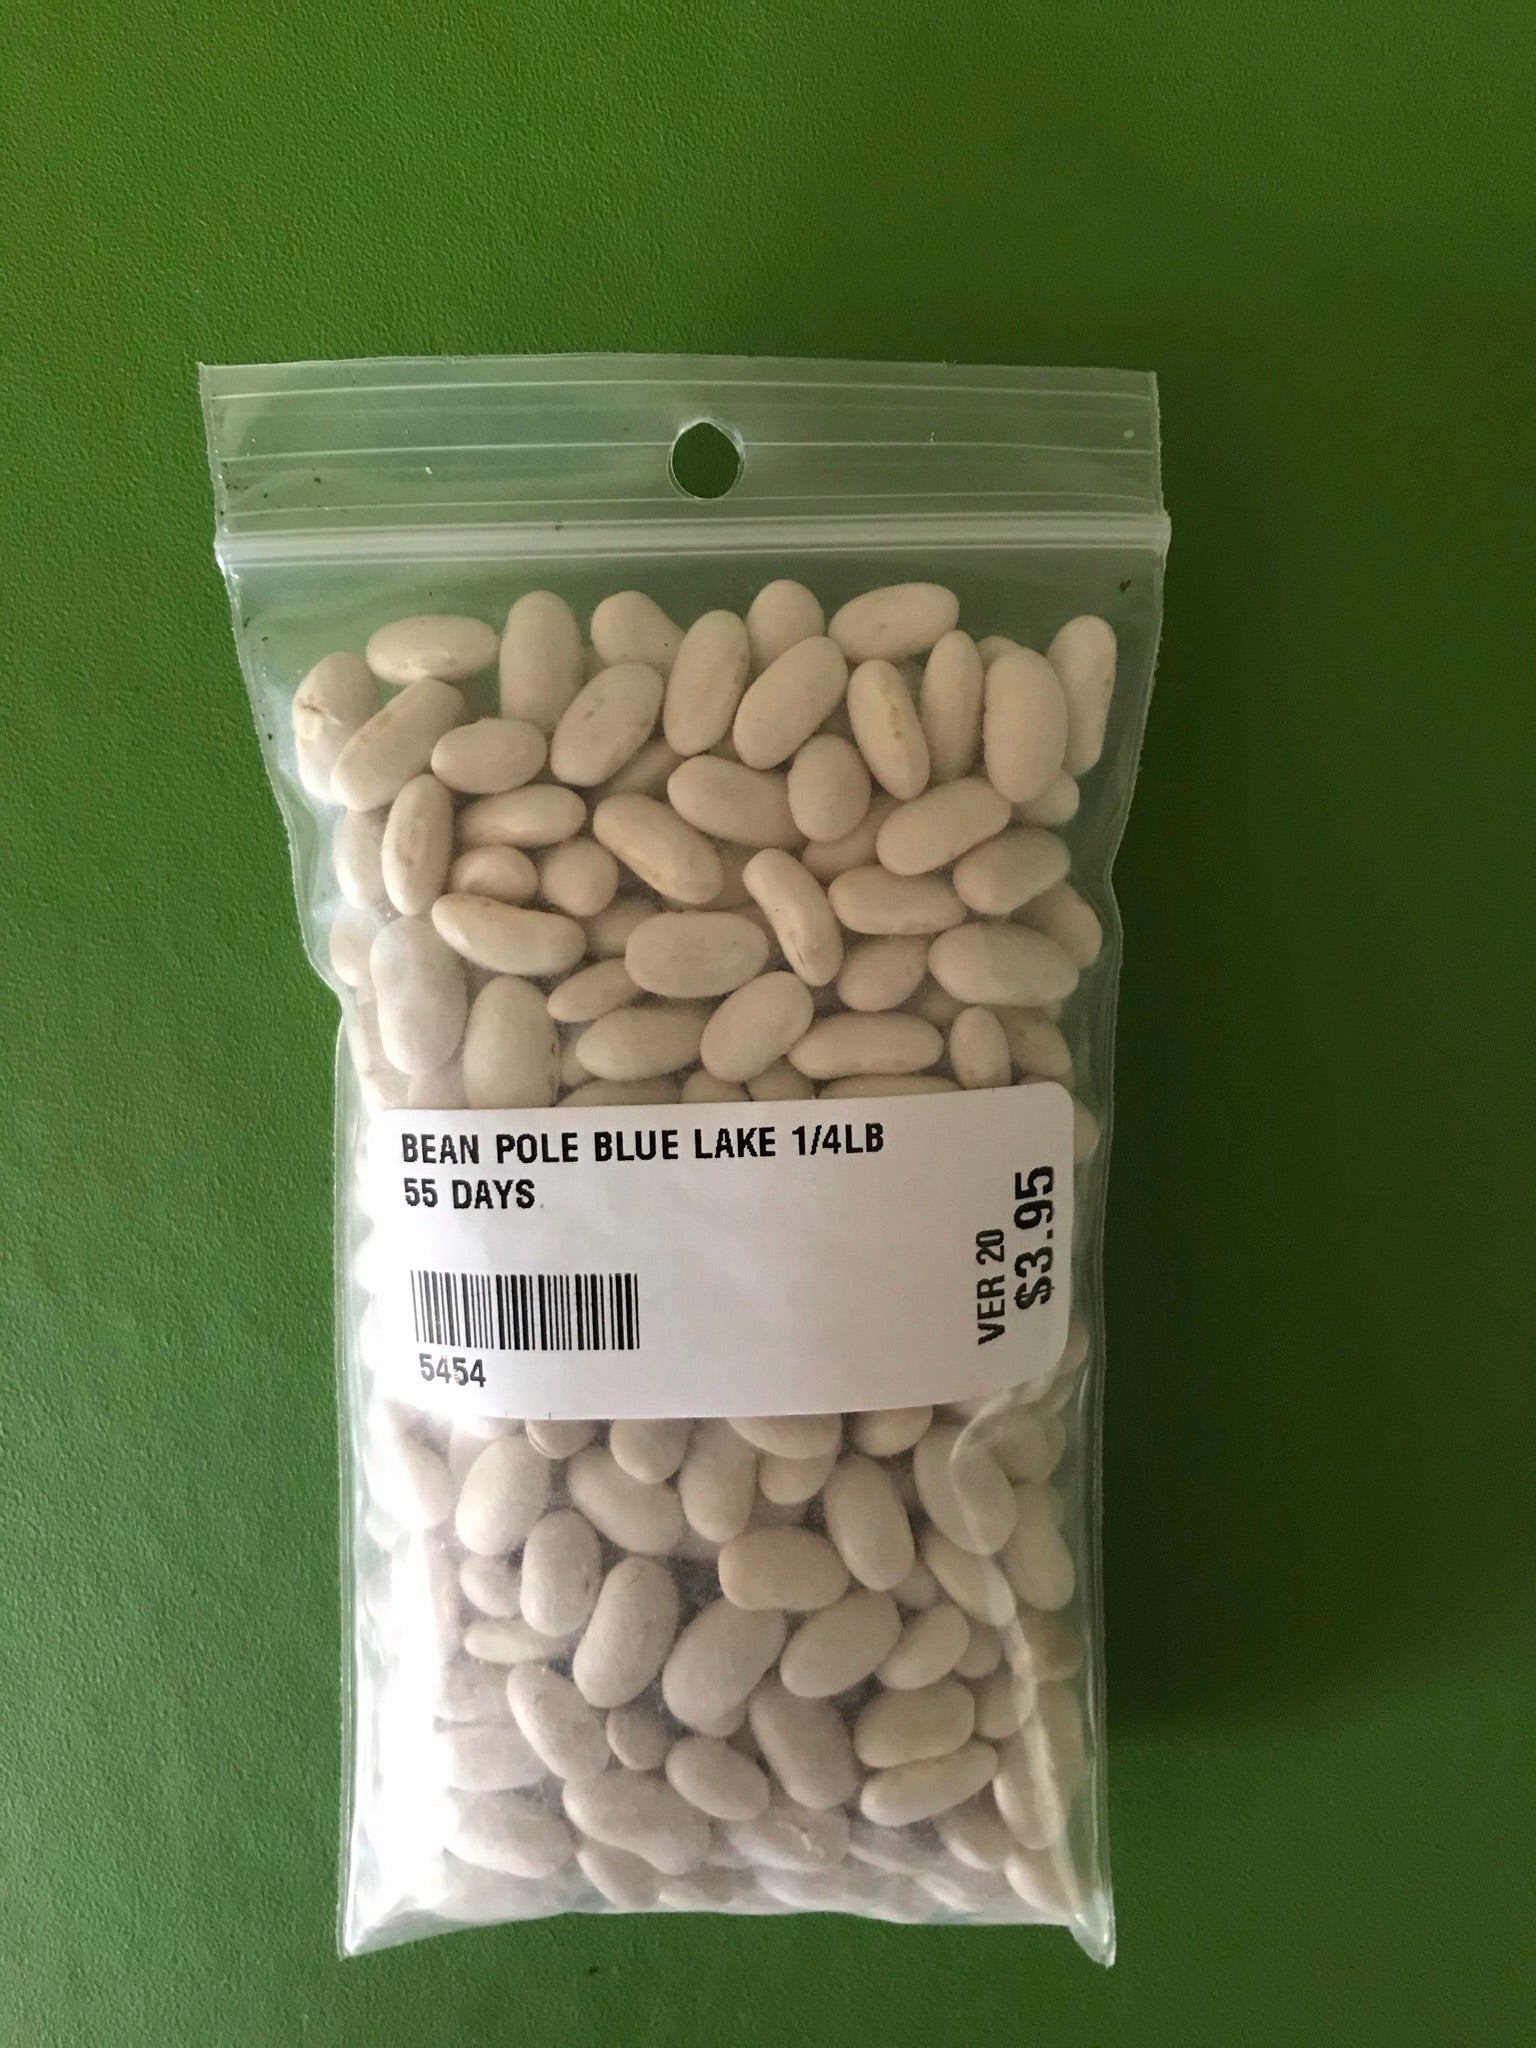 BEAN POLE BLUE LAKE 1/4LB
55 DAYS
5454
VER 20
$3.95